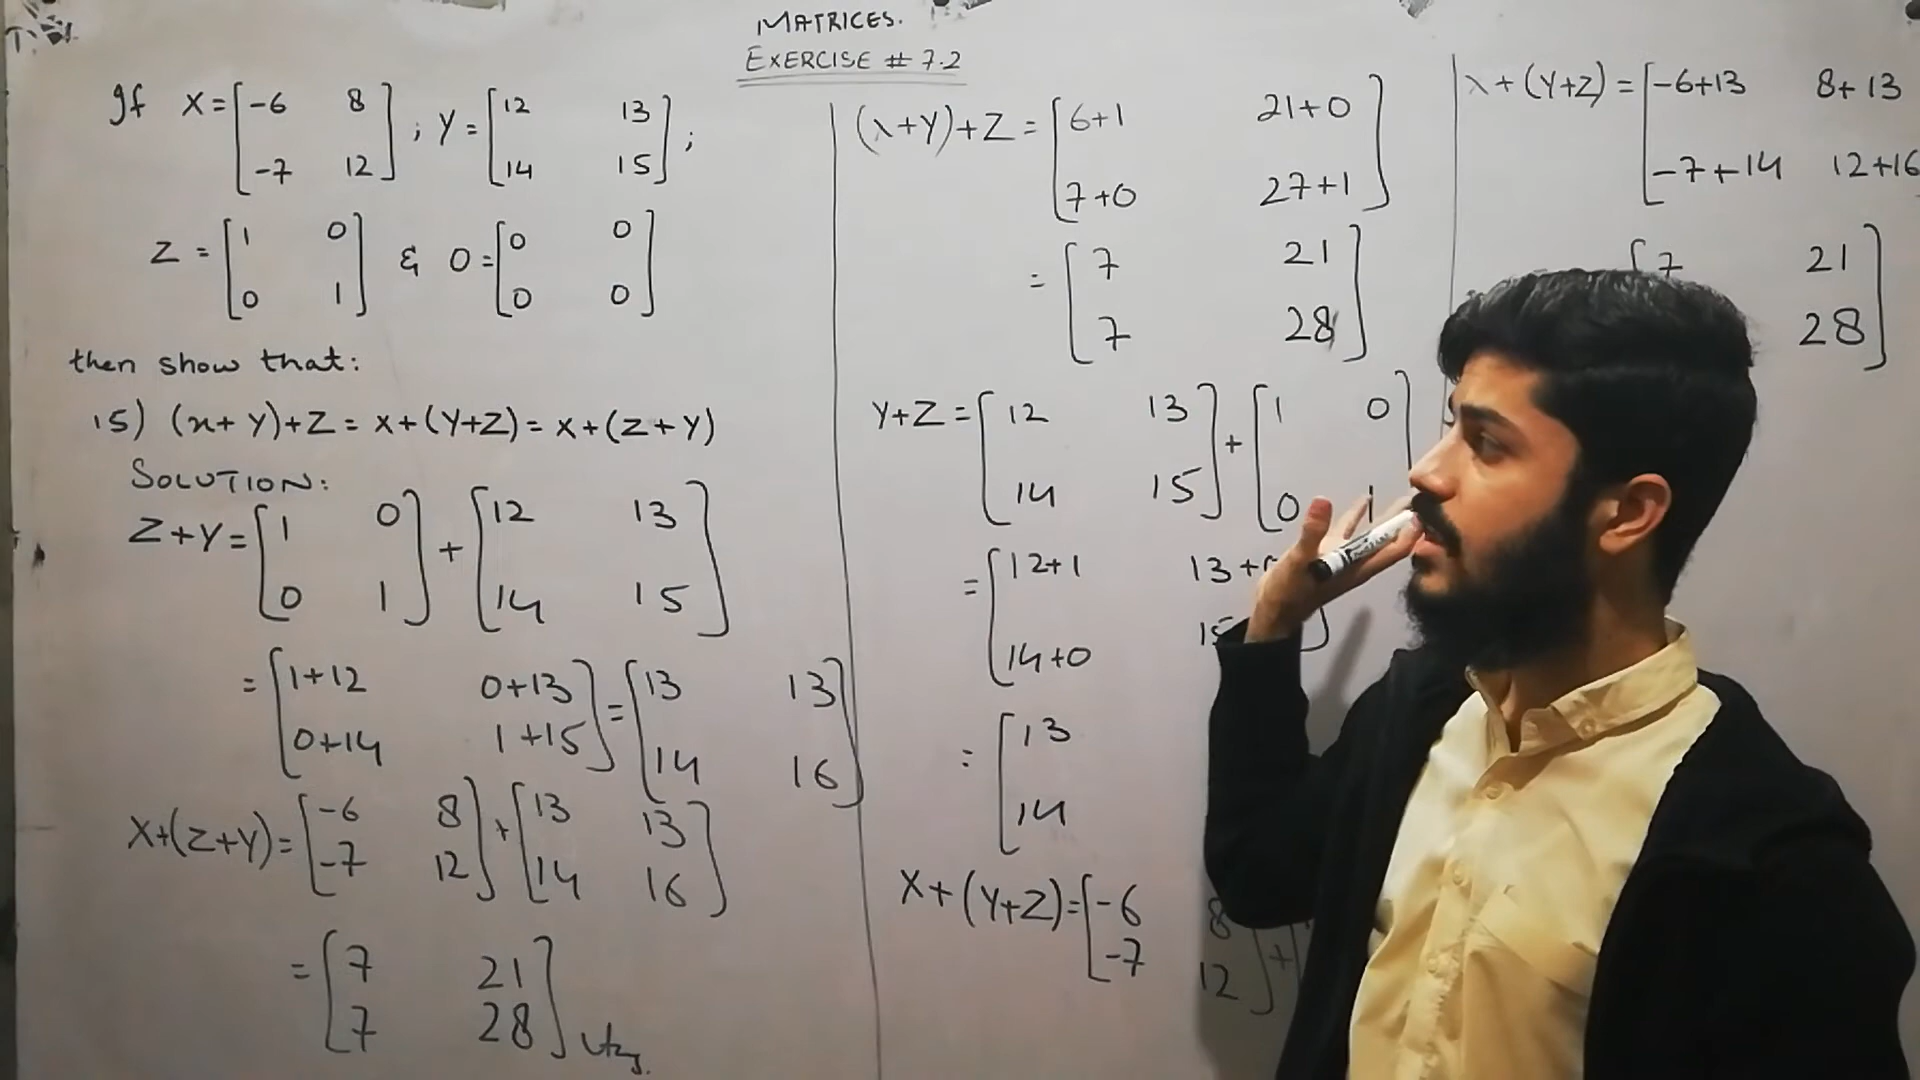 MATRICES.
EXERCISE # 7.2
If X = [-6 8
-7 12] ; Y = [12 13
14 15] ;
Z = [1 0
0 1] & 0 = [0 0
0 0]
then show that:
15) (x+Y)+Z = X+(Y+Z) = X+(Z+Y)
SOLUTION:
Z+Y = [1 0
0 1] + [12 13
14 15]
= [1+12 0+13
0+14 1+15] = [13 13
14 16]
X+(Z+Y) = [-6 8
-7 12] + [13 13
14 16]
= [7 21
7 28]
(X+Y)+Z = [6+1 21+0
7+0 27+1]
= [7 21
7 28]
Y+Z = [12 13
14 15] + [1 0
0 1]
= [12+1 13+
14+0 ]
= [13
14
X+(Y+Z) = [-6 8
-7 12] + [
X+(Y+Z) = [-6+13 8+13
-7+14 12+16
[7 21
28]